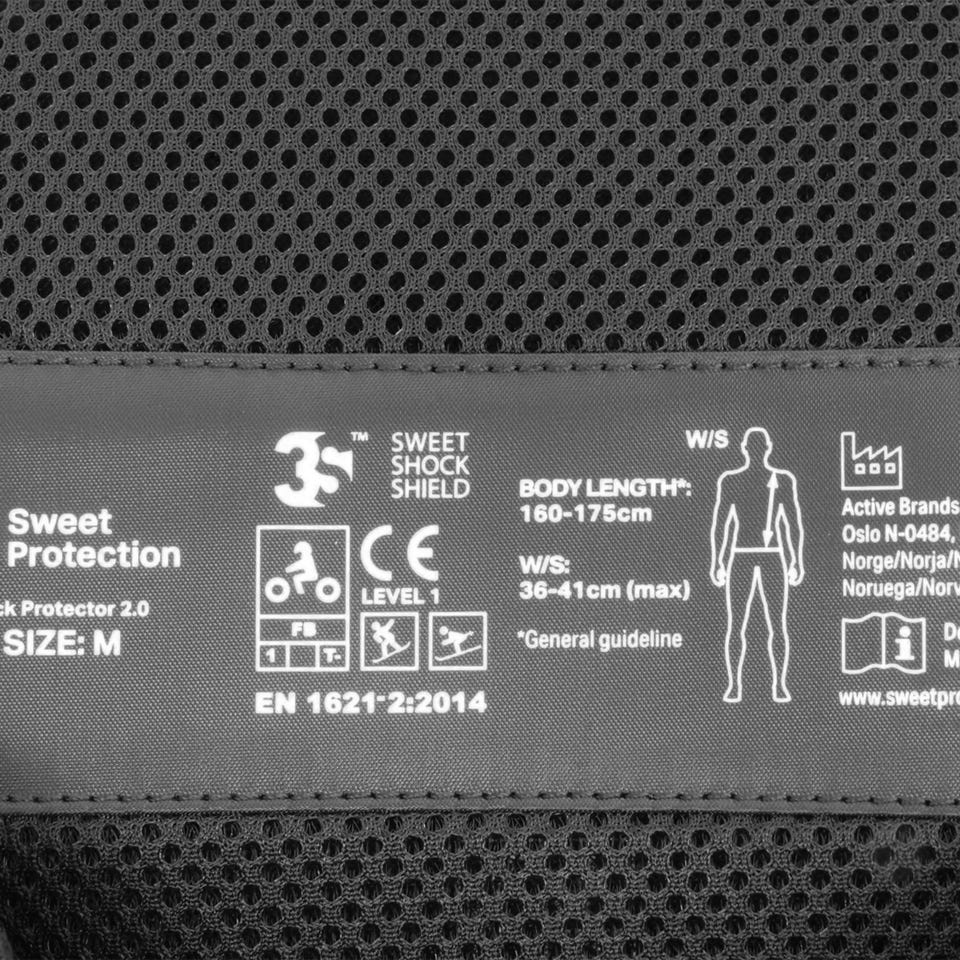 Sweet
Protection
ck Protector 2.0
SIZE: M
3S™
SWEET
SHOCK
SHIELD
CE
LEVEL 1
FB
1 T-
EN 1621-2:2014
BODY LENGTH*:
160-175cm
W/S:
36-41cm (max)
*General guideline
W/S
Active Brands
Oslo N-0484,
Norge/Norja/N
Noruega/Norv
i
De
M
www.sweetpro